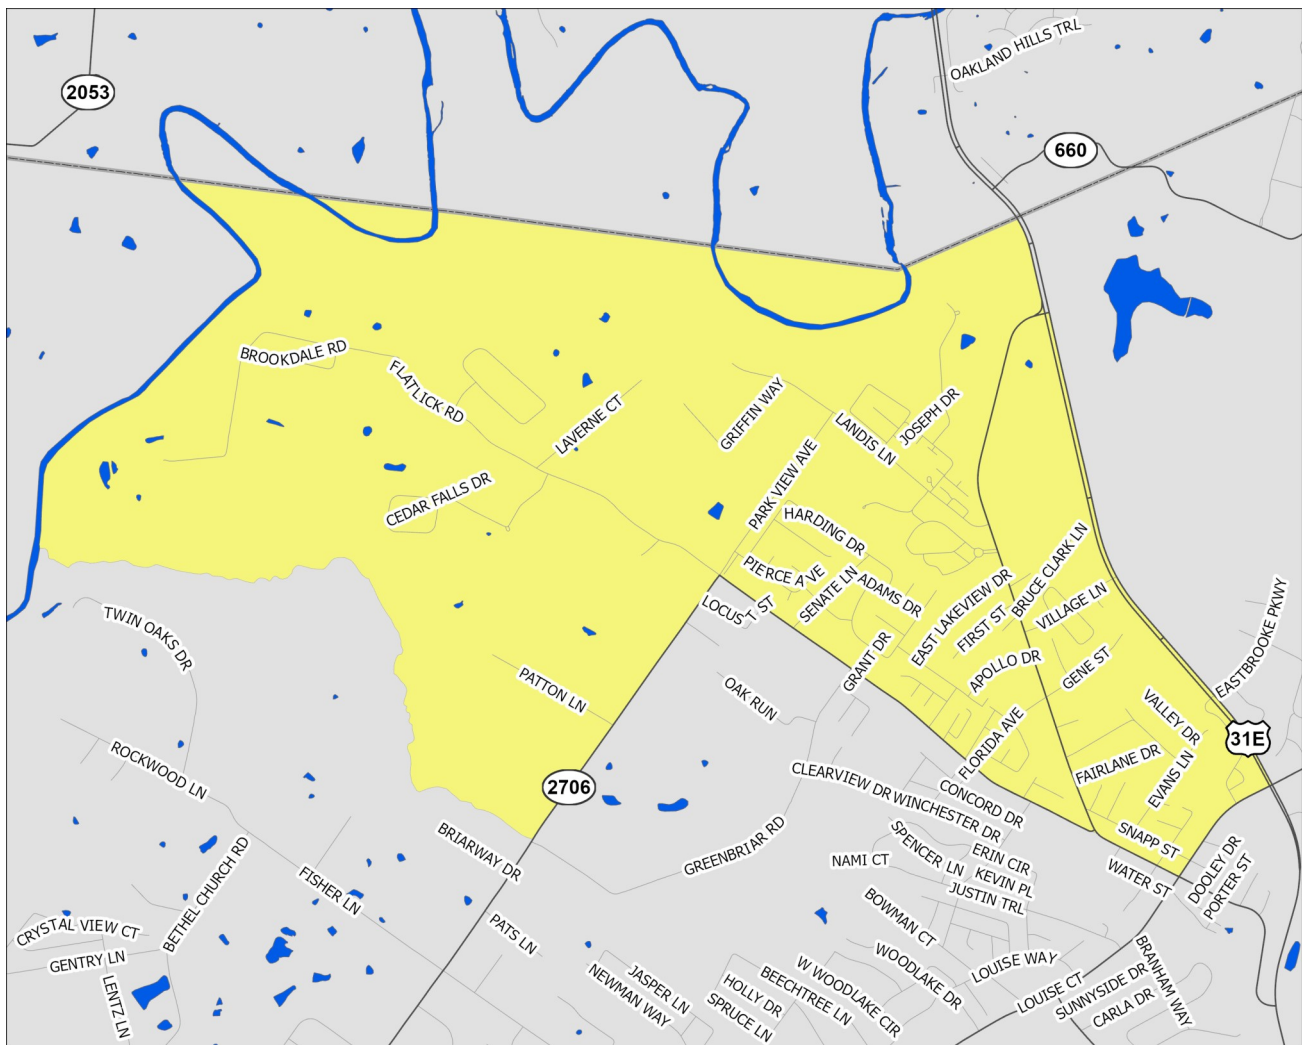 OAKLAND HILLS TRL
2053
660
BROOKDALE RD
FLATLICK RD
LAVERNE CT
GRIFFIN WAY
LANDIS LN
JOSEPH DR
PARK VIEW AVE
CEDAR FALLS DR
HARDING DR
BRUCE CLARK LN
PIERCE AVE
SENATE LN
ADAMS DR
EAST LAKEVIEW DR
FIRST ST
VILLAGE LN
LOCUST ST
EASTBROOKE PKWY
TWIN OAKS DR
GRANT DR
APOLLO DR
GENE ST
PATTON LN
OAK RUN
VALLEY DR
31E
FLORIDA AVE
FAIRLANE DR
EVANS LN
ROCKWOOD LN
2706
CLEARVIEW DR
WINCHESTER DR
CONCORD DR
SNAPP ST
BRIARWAY DR
GREENBRIAR RD
SPENCER LN
ERIN CIR
NAMI CT
KEVIN PL
JUSTIN TRL
WATER ST
DOOLEY DR
PORTER ST
FISHER LN
BETHEL CHURCH RD
CRYSTAL VIEW CT
GENTRY LN
LENTZ LN
PATS LN
BOWMAN CT
WOODLAKE DR
LOUISE WAY
BRANHAM WAY
JASPER LN
NEWMAN WAY
HOLLY DR
SPRUCE LN
BEECHTREE LN
W WOODLAKE CIR
LOUISE CT
SUNNYSIDE DR
CARLA DR